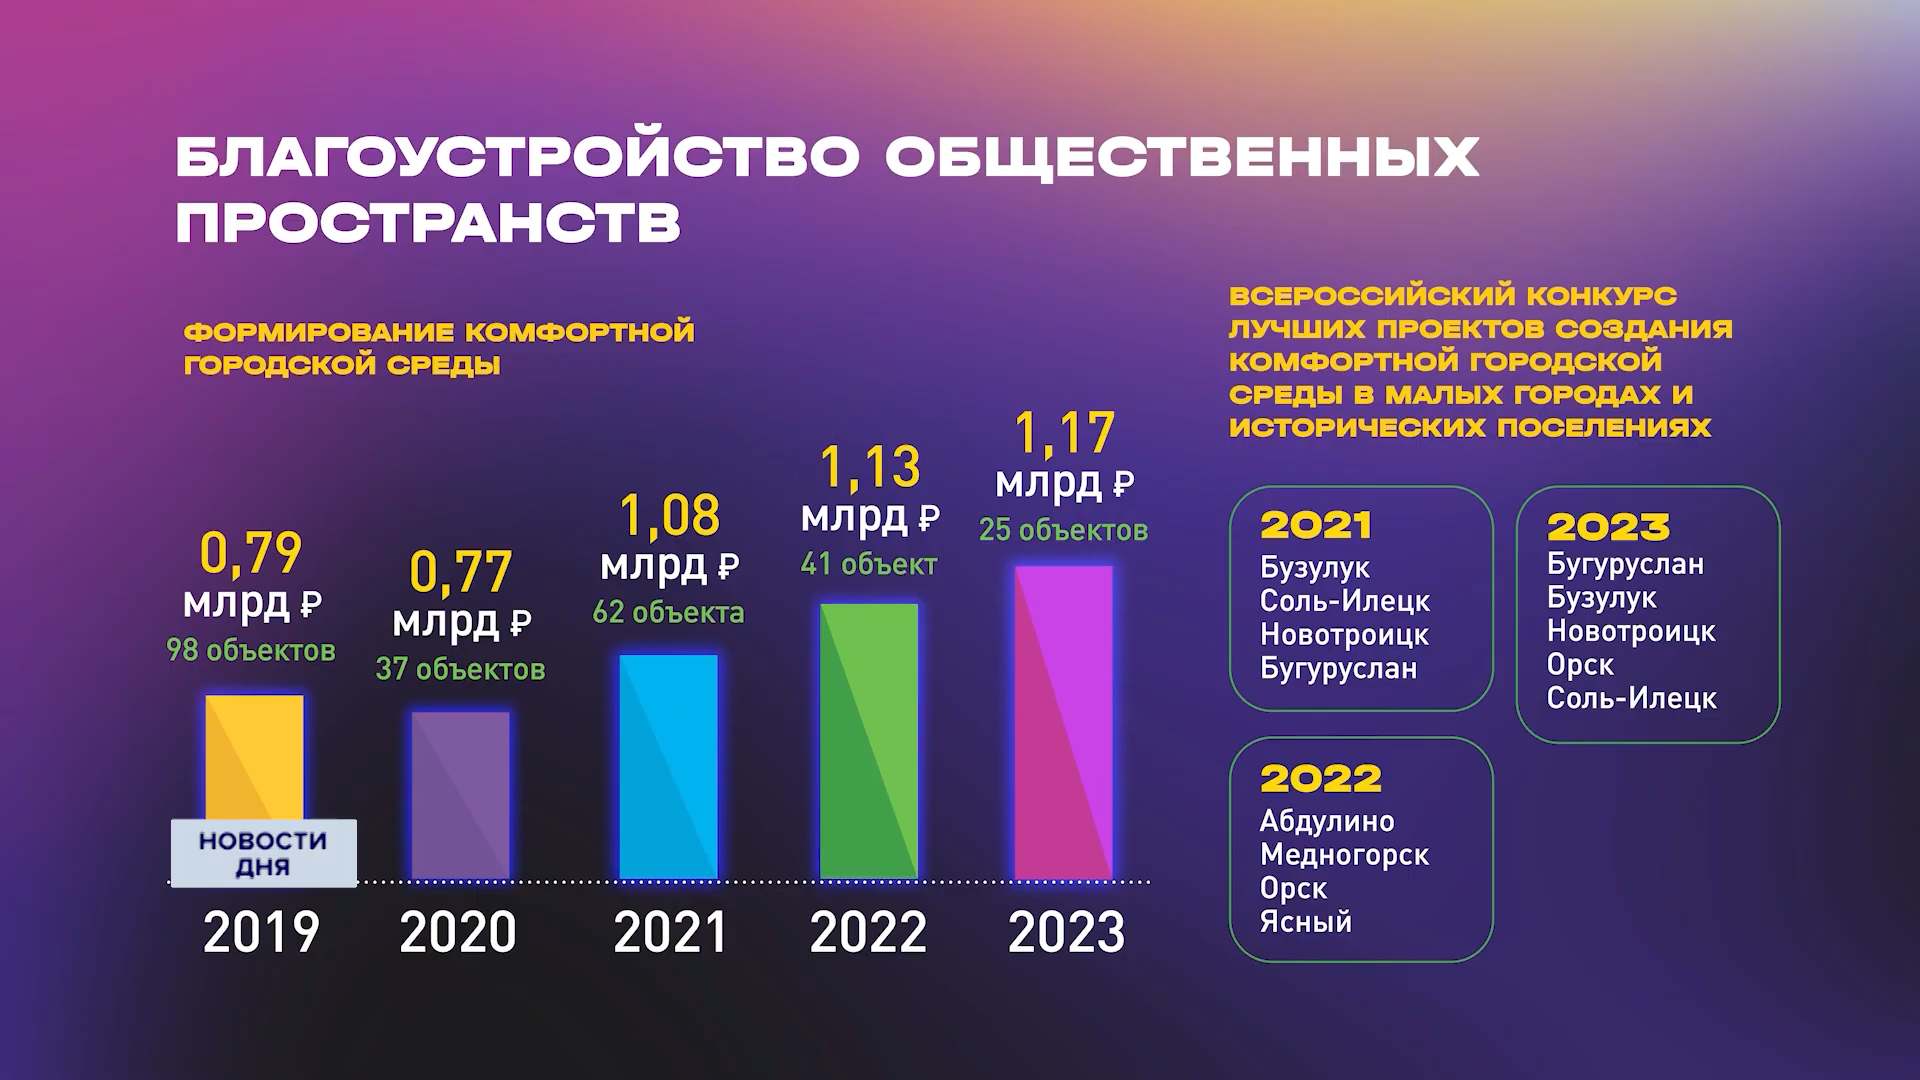 БЛАГОУСТРОЙСТВО ОБЩЕСТВЕННЫХ
ПРОСТРАНСТВ
ФОРМИРОВАНИЕ КОМФОРТНОЙ
ГОРОДСКОЙ СРЕДЫ
0,79
млрд ₽
98 объектов
0,77
млрд ₽
37 объектов
1,08
млрд ₽
62 объекта
1,13
млрд ₽
41 объект
1,17
млрд ₽
25 объектов
НОВОСТИ
ДНЯ
2019
2020
2021
2022
2023
ВСЕРОССИЙСКИЙ КОНКУРС
ЛУЧШИХ ПРОЕКТОВ СОЗДАНИЯ
КОМФОРТНОЙ ГОРОДСКОЙ
СРЕДЫ В МАЛЫХ ГОРОДАХ И
ИСТОРИЧЕСКИХ ПОСЕЛЕНИЯХ
2021
Бузулук
Соль-Илецк
Новотроицк
Бугуруслан
2023
Бугуруслан
Бузулук
Новотроицк
Орск
Соль-Илецк
2022
Абдулино
Медногорск
Орск
Ясный